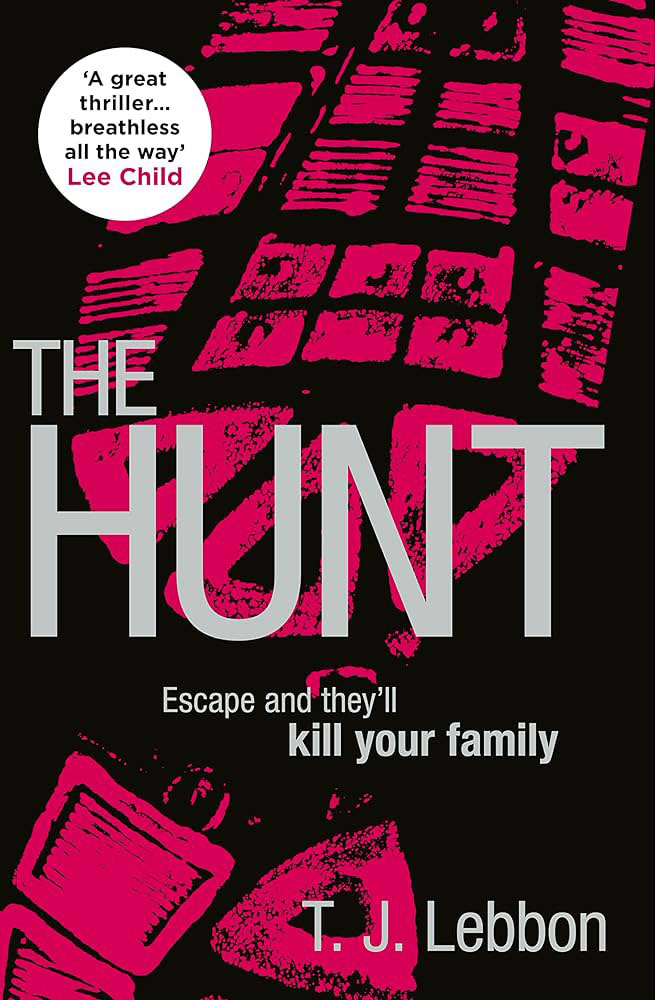 ‘A great
thriller...
breathless
all the way’
Lee Child
THE
HUNT
Escape and they’ll
kill your family
T. J. Lebbon